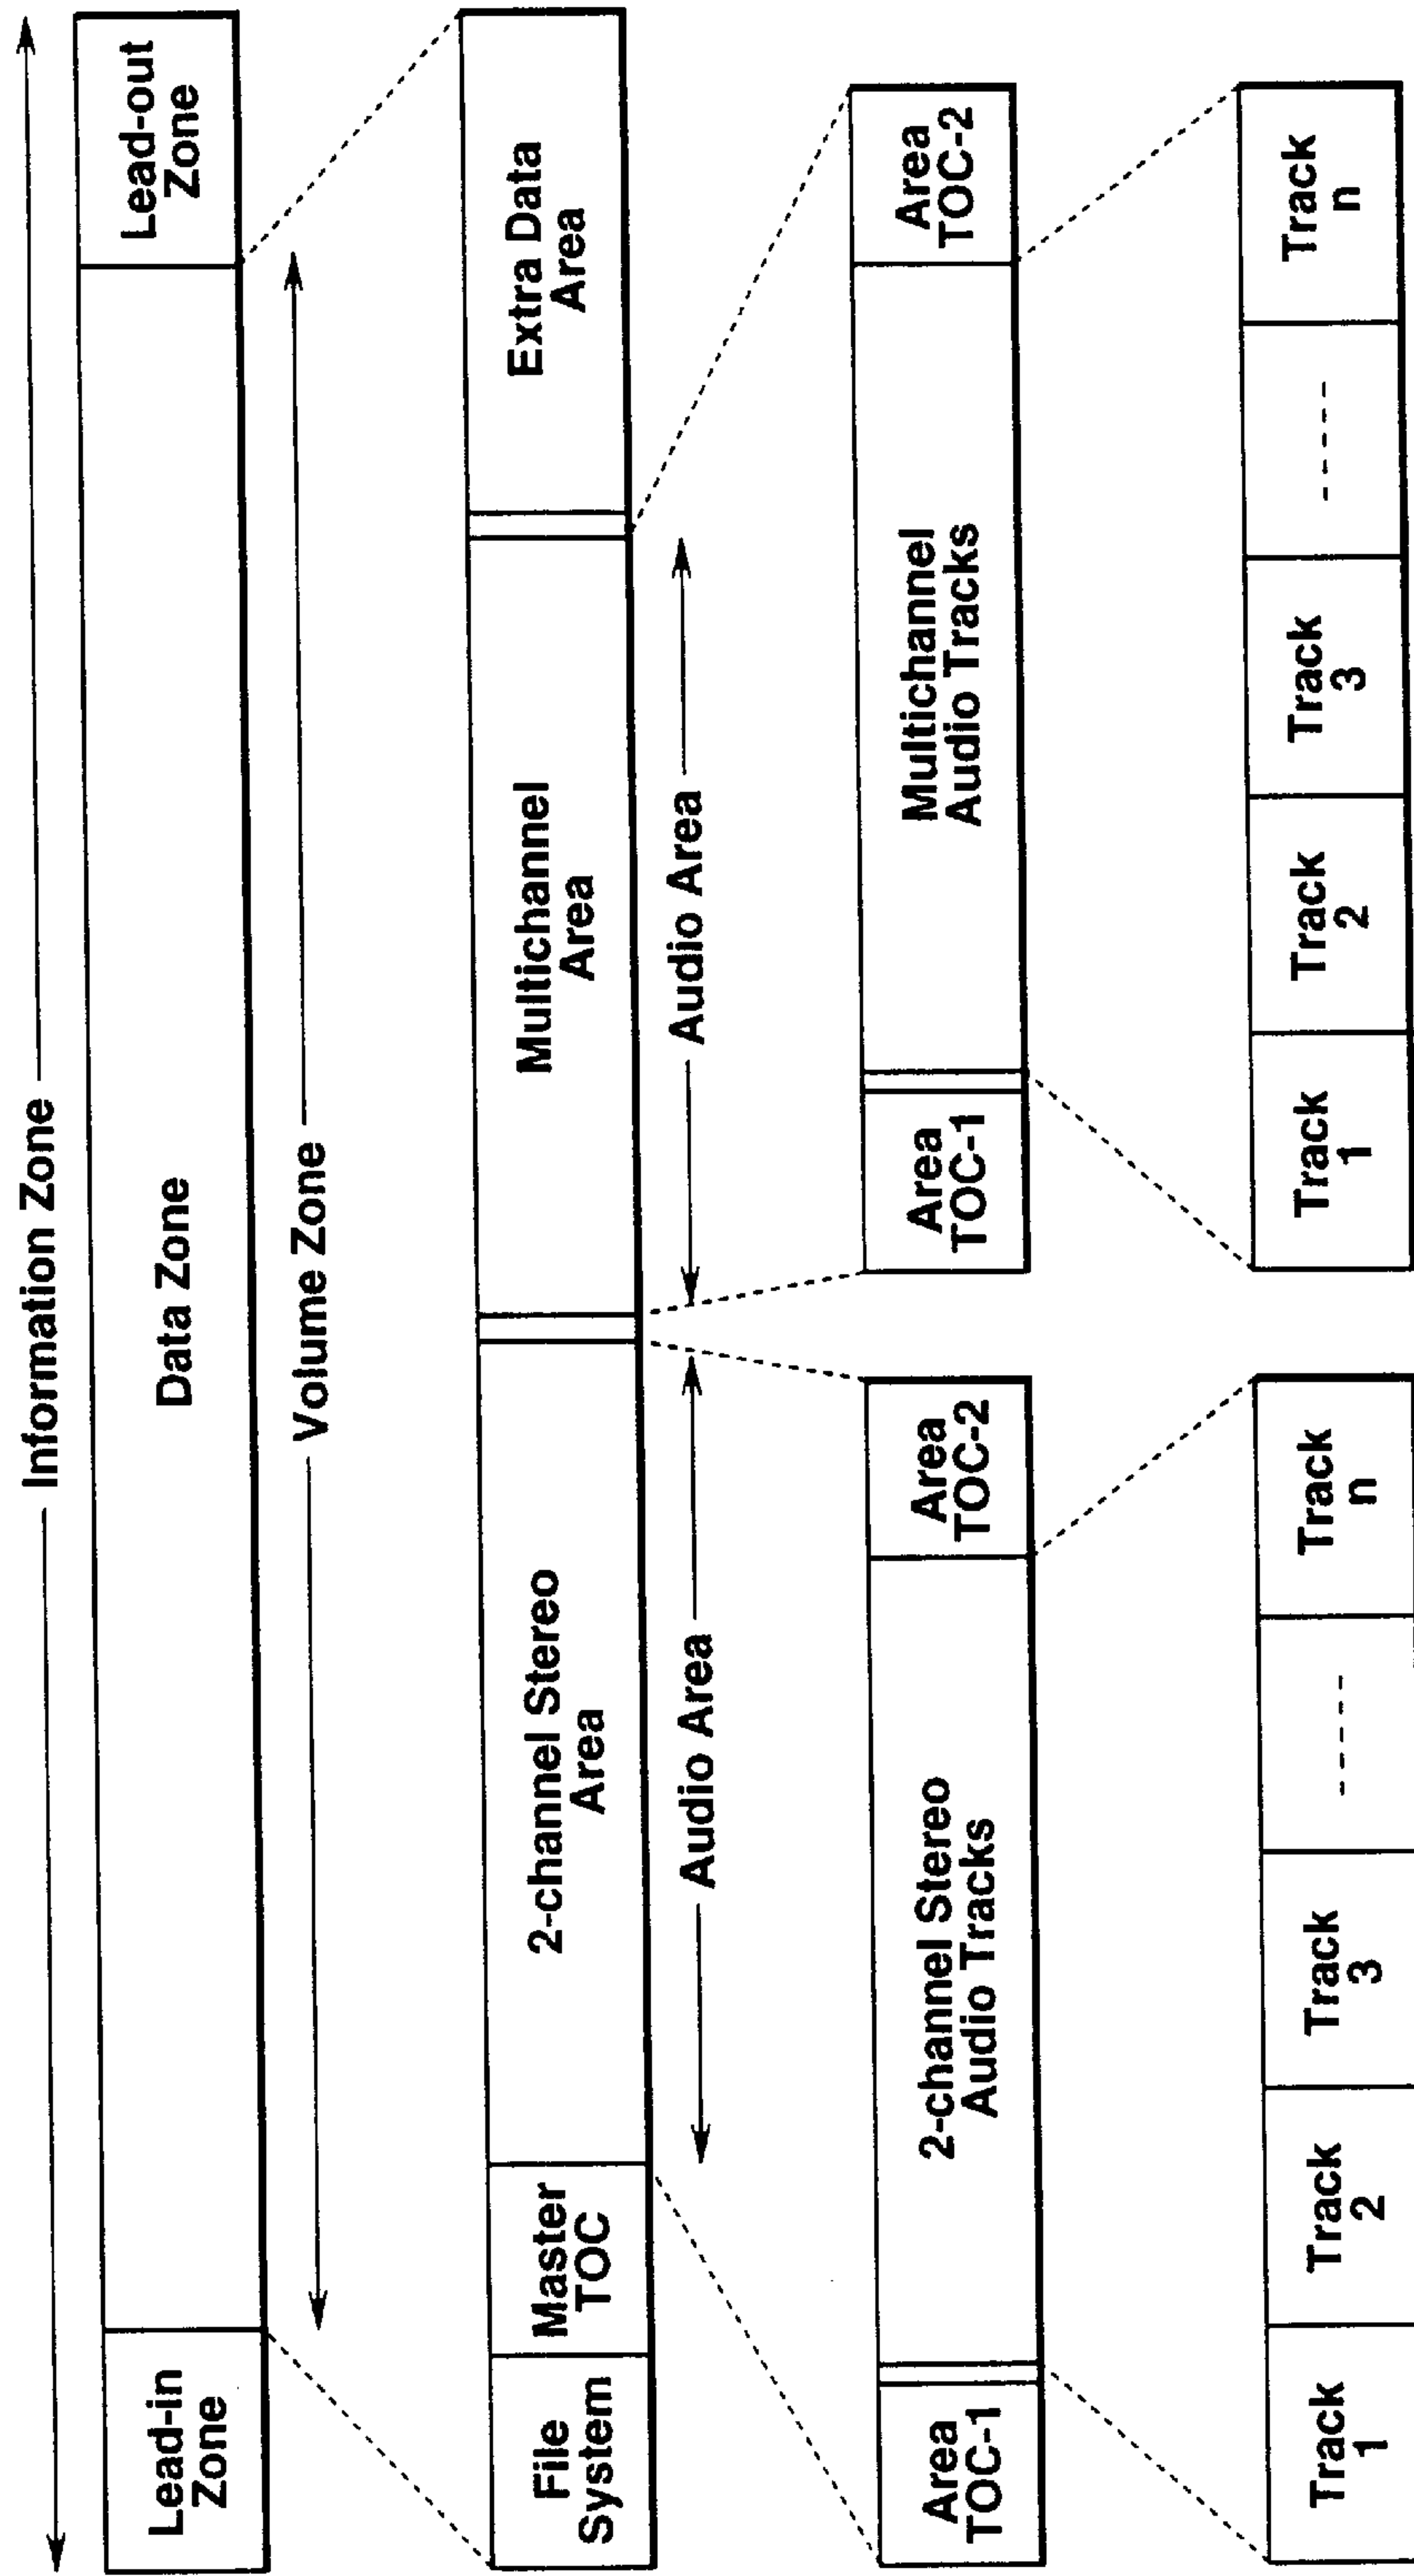 Information Zone
Lead-in
Zone
Data Zone
Lead-out
Zone
Volume Zone
File
System
Master
TOC
2-channel Stereo
Area
Multichannel
Area
Extra Data
Area
Audio Area
Audio Area
Area
TOC-1
2-channel Stereo
Audio Tracks
Area
TOC-2
Area
TOC-1
Multichannel
Audio Tracks
Area
TOC-2
Track
1
Track
2
Track
3
Track
n
Track
1
Track
2
Track
3
Track
n